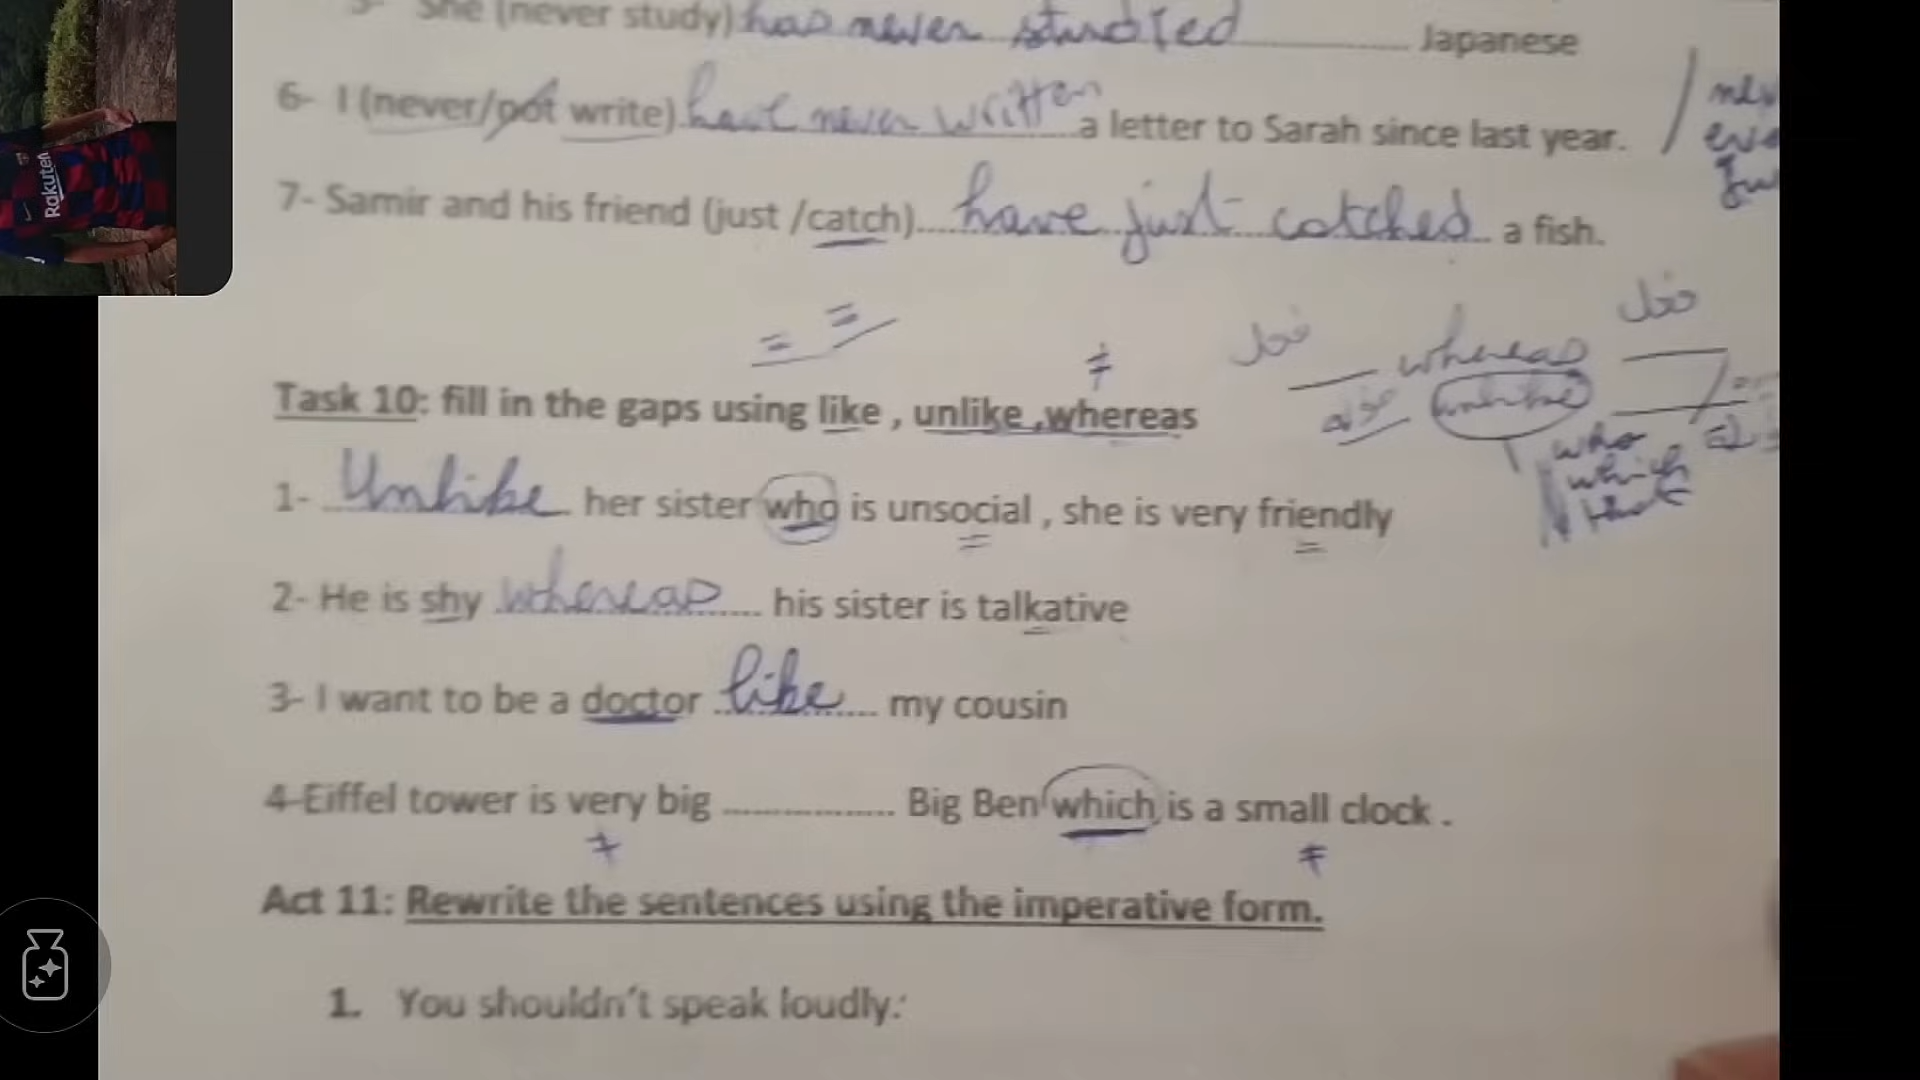 She (never study) has never studied Japanese
6- I (never/not write) have never written a letter to Sarah since last year.
7- Samir and his friend (just /catch) have just catched a fish.
فعل whereas فعل
unlike
who
which
that
= =
≠
Task 10: fill in the gaps using like , unlike ,whereas
1- Unlike her sister who is unsocial , she is very friendly
2- He is shy whereas his sister is talkative
3- I want to be a doctor like my cousin
4-Eiffel tower is very big ................ Big Ben which is a small clock .
≠ ≠
Act 11: Rewrite the sentences using the imperative form.
1. You shouldn't speak loudly:
Rakuten